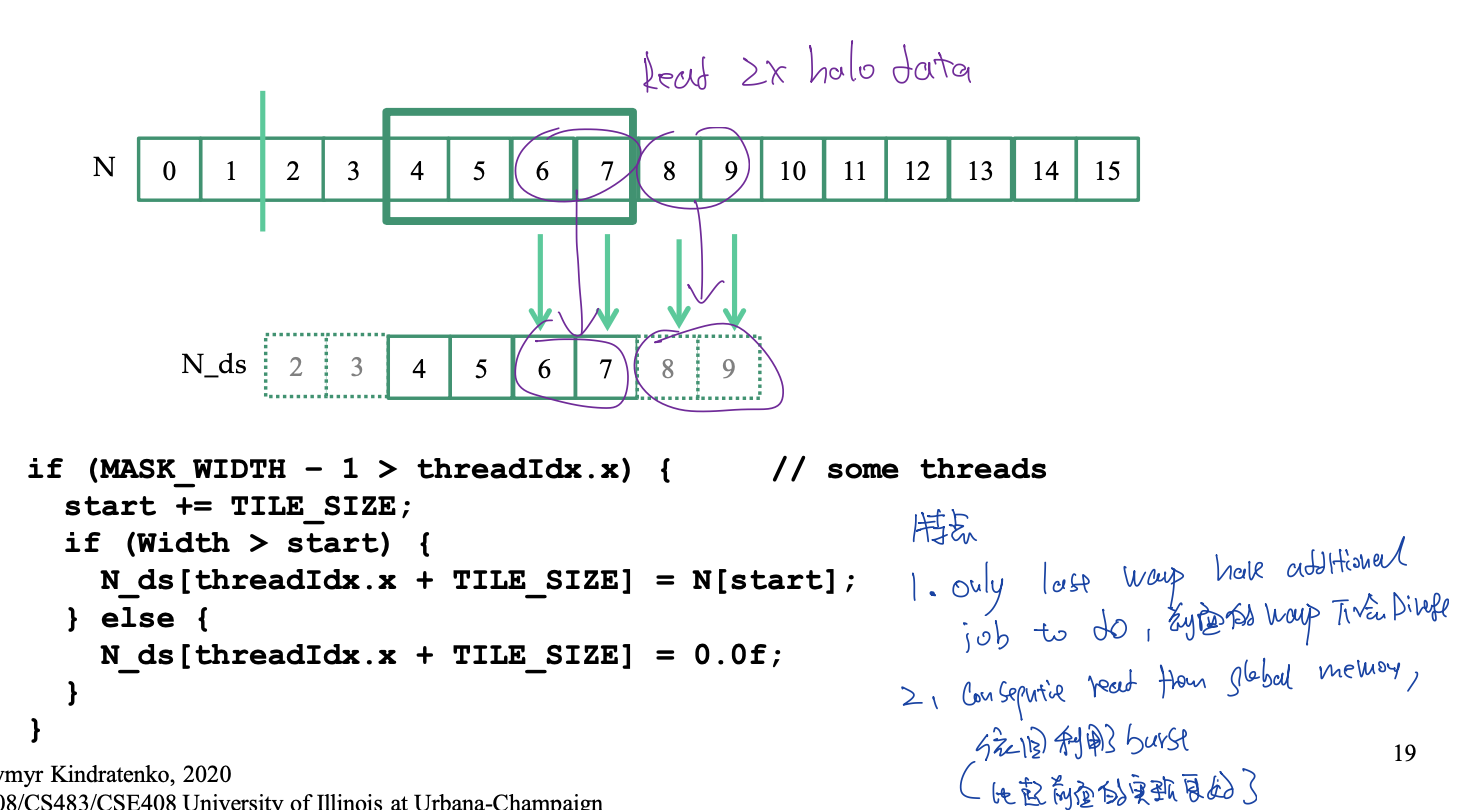 Read 2x halo data
N 0 1 2 3 4 5 6 7 8 9 10 11 12 13 14 15
N_ds 2 3 4 5 6 7 8 9
if (MASK_WIDTH – 1 > threadIdx.x) { // some threads
start += TILE_SIZE;
if (Width > start) {
N_ds[threadIdx.x + TILE_SIZE] = N[start];
} else {
N_ds[threadIdx.x + TILE_SIZE] = 0.0f;
}
}
特点
1. only last warp have additional
job to do, 前面的 warp 不会 Diverge
2, read from global memory,
利用了 burst
(比起前面的实现更好了
19
ymyr Kindratenko, 2020
08/CS483/CSE408 University of Illinois at Urbana-Champaign